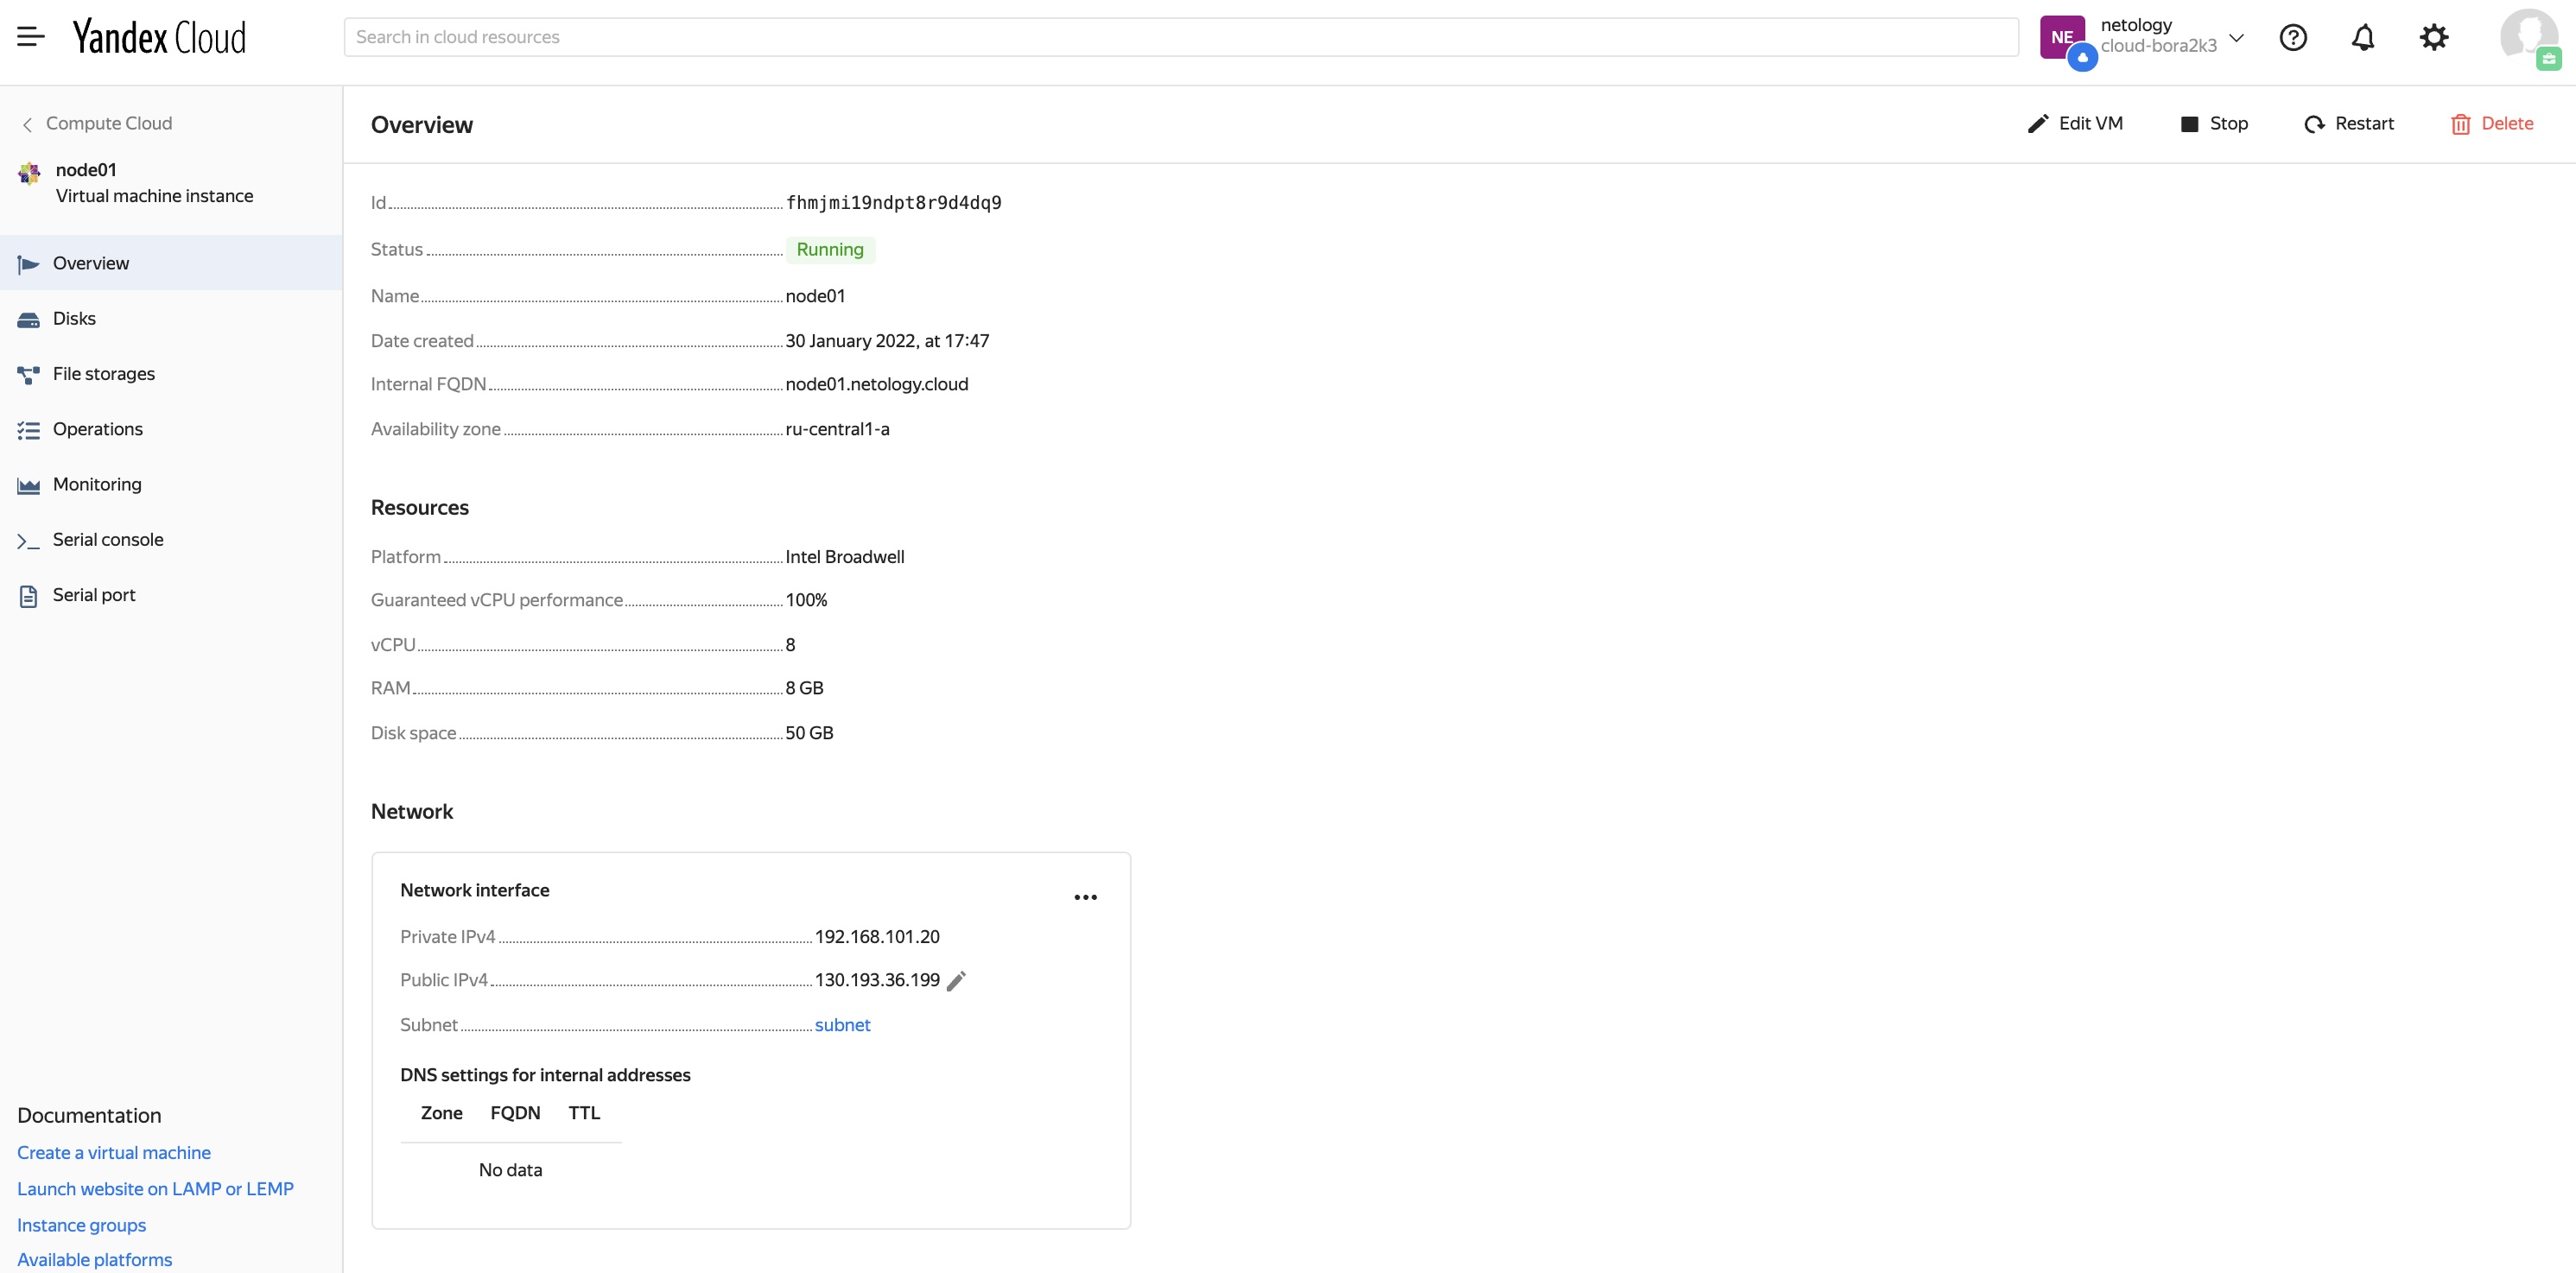 Yandex Cloud
Search in cloud resources
NE
netology
cloud-bora2k3
Compute Cloud
node01
Virtual machine instance
Overview
Disks
File storages
Operations
Monitoring
Serial console
Serial port
Documentation
Create a virtual machine
Launch website on LAMP or LEMP
Instance groups
Available platforms
Overview
Edit VM
Stop
Restart
Delete
Id fhmjmi19ndpt8r9d4dq9
Status Running
Name node01
Date created 30 January 2022, at 17:47
Internal FQDN node01.netology.cloud
Availability zone ru-central1-a
Resources
Platform Intel Broadwell
Guaranteed vCPU performance 100%
vCPU 8
RAM 8 GB
Disk space 50 GB
Network
Network interface
Private IPv4 192.168.101.20
Public IPv4 130.193.36.199
Subnet subnet
DNS settings for internal addresses
Zone FQDN TTL
No data